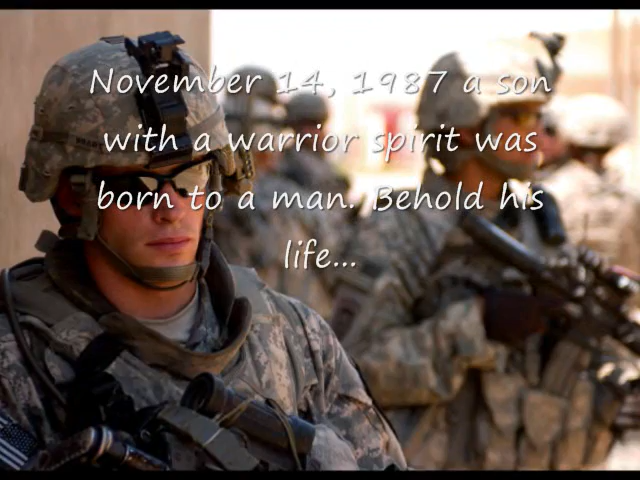 November 14, 1987 a son
with a warrior spirit was
born to a man. Behold his
life...